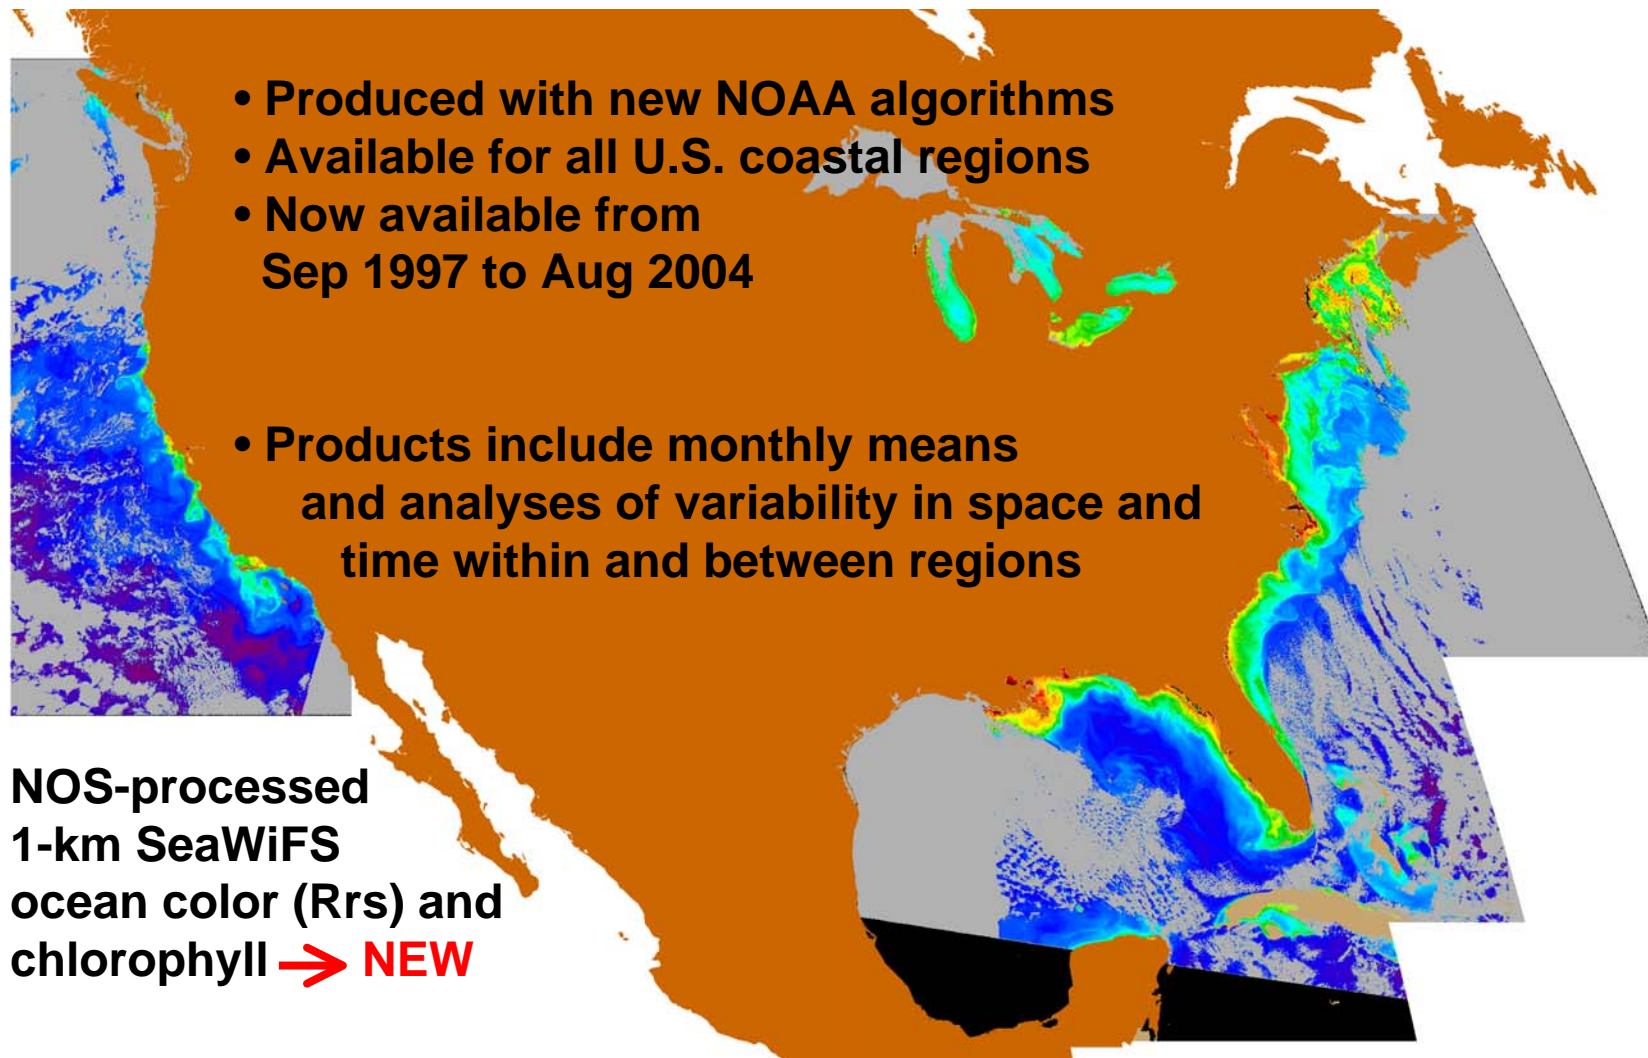 • Produced with new NOAA algorithms
• Available for all U.S. coastal regions
• Now available from
Sep 1997 to Aug 2004
• Products include monthly means
and analyses of variability in space and
time within and between regions
NOS-processed
1-km SeaWiFS
ocean color (Rrs) and
chlorophyll → NEW